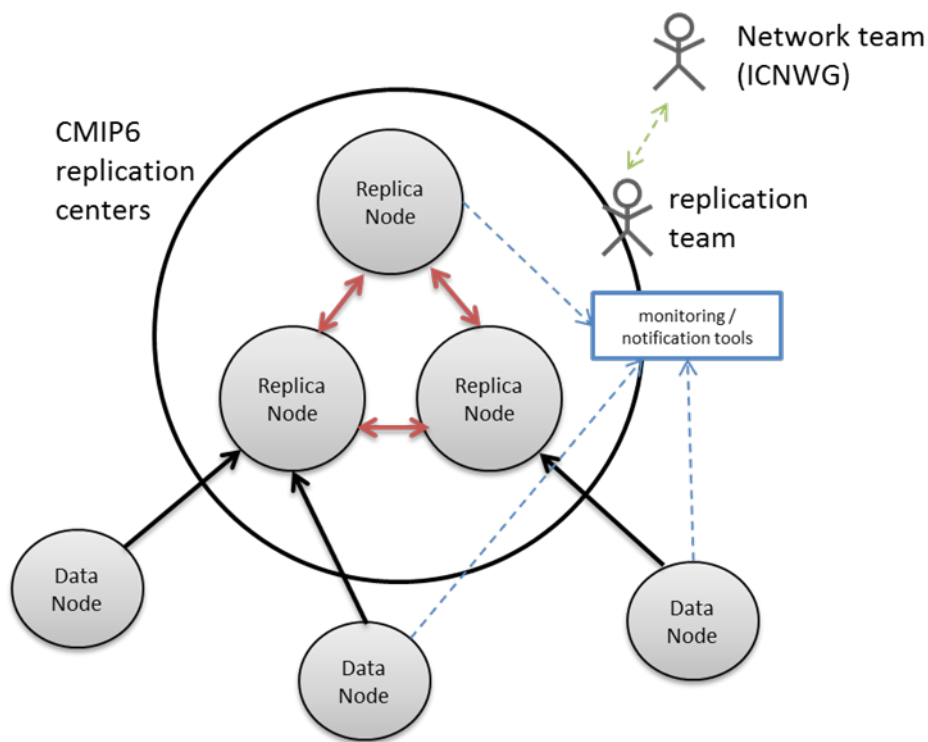 Network team
(ICNWG)
CMIP6
replication
centers
Replica
Node
replication
team
monitoring /
notification tools
Replica
Node
Replica
Node
Data
Node
Data
Node
Data
Node